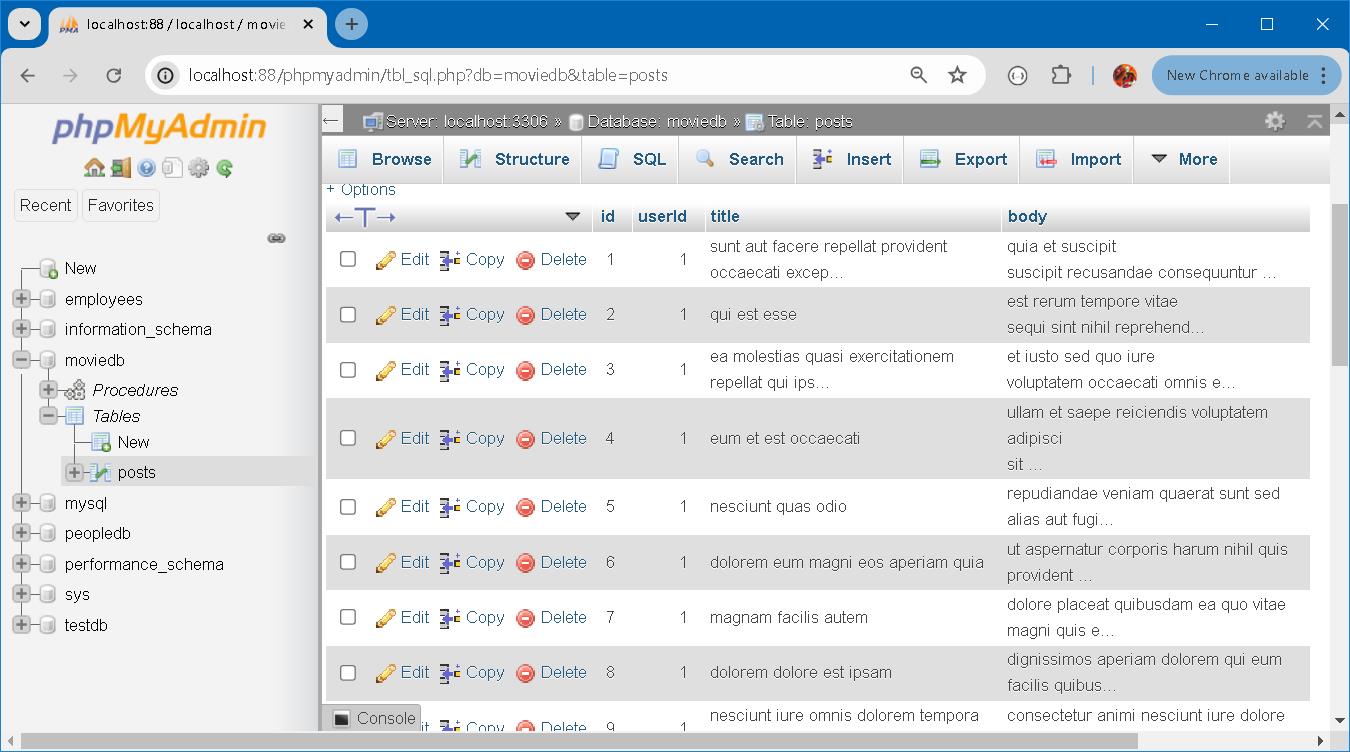 localhost:88 / localhost / movie
localhost:88/phpmyadmin/tbl_sql.php?db=moviedb&table=posts
New Chrome available
phpMyAdmin
Recent Favorites
New
employees
information_schema
moviedb
Procedures
Tables
New
posts
mysql
peopledb
performance_schema
sys
testdb
Server: localhost:3306 » Database: moviedb » Table: posts
Browse Structure SQL Search Insert Export Import More
+ Options
id userId title body
Edit Copy Delete 1 1 sunt aut facere repellat provident quia et suscipit
occaecati excep... suscipit recusandae consequuntur ...
Edit Copy Delete 2 1 qui est esse est rerum tempore vitae
sequi sint nihil reprehend...
Edit Copy Delete 3 1 ea molestias quasi exercitationem et iusto sed quo iure
repellat qui ips... voluptatem occaecati omnis e...
Edit Copy Delete 4 1 eum et est occaecati ullam et saepe reiciendis voluptatem
adipisci
sit ...
Edit Copy Delete 5 1 nesciunt quas odio repudiandae veniam quaerat sunt sed
alias aut fugi...
Edit Copy Delete 6 1 dolorem eum magni eos aperiam quia ut aspernatur corporis harum nihil quis
provident ...
Edit Copy Delete 7 1 magnam facilis autem dolore placeat quibusdam ea quo vitae
magni quis e...
Edit Copy Delete 8 1 dolorem dolore est ipsam dignissimos aperiam dolorem qui eum
facilis quibus...
Edit Copy Delete 9 1 nesciunt iure omnis dolorem tempora consectetur animi nesciunt iure dolore
Console